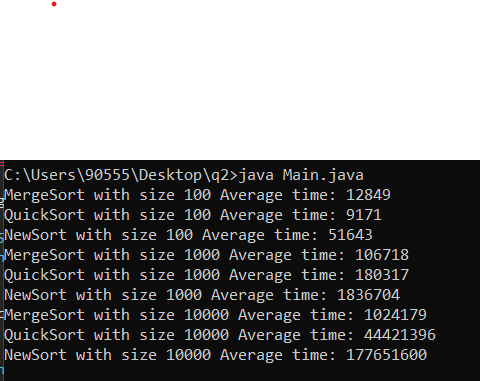 C:\Users\90555\Desktop\q2>java Main.java
MergeSort with size 100 Average time: 12849
QuickSort with size 100 Average time: 9171
NewSort with size 100 Average time: 51643
MergeSort with size 1000 Average time: 106718
QuickSort with size 1000 Average time: 180317
NewSort with size 1000 Average time: 1836704
MergeSort with size 10000 Average time: 1024179
QuickSort with size 10000 Average time: 44421396
NewSort with size 10000 Average time: 177651600